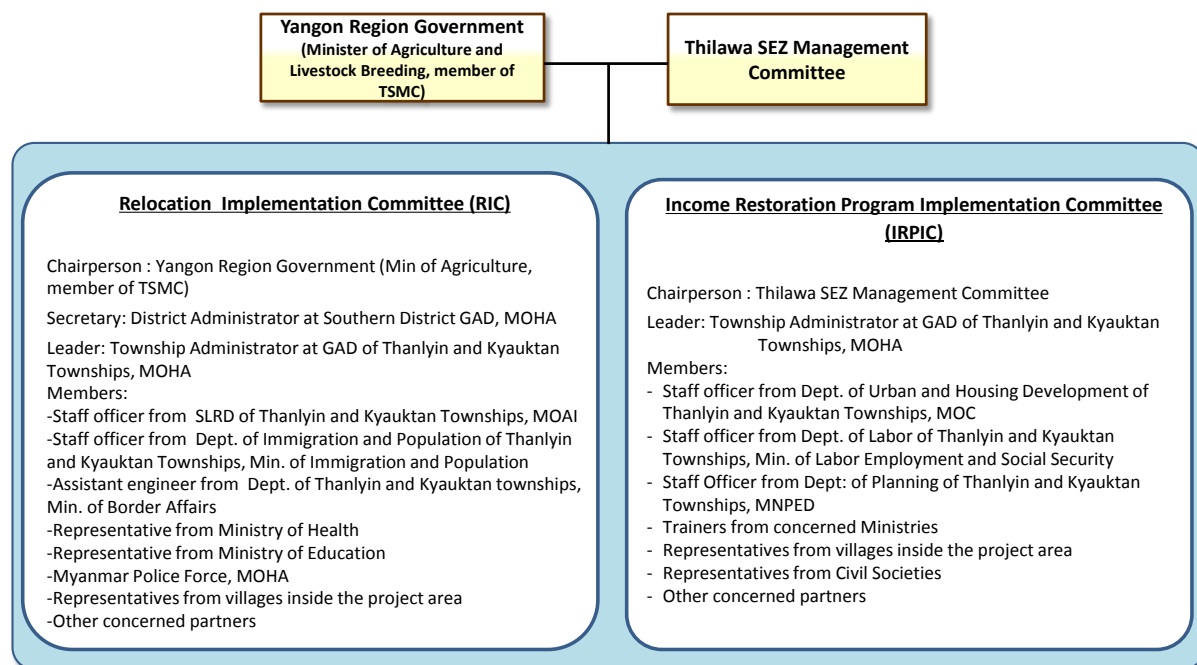 Yangon Region Government
(Minister of Agriculture and
Livestock Breeding, member of
TSMC)
Thilawa SEZ Management
Committee
Relocation Implementation Committee (RIC)
Chairperson : Yangon Region Government (Min of Agriculture,
member of TSMC)
Secretary: District Administrator at Southern District GAD, MOHA
Leader: Township Administrator at GAD of Thanlyin and Kyauktan
Townships, MOHA
Members:
-Staff officer from SLRD of Thanlyin and Kyauktan Townships, MOAI
-Staff officer from Dept. of Immigration and Population of Thanlyin
and Kyauktan Townships, Min. of Immigration and Population
-Assistant engineer from Dept. of Thanlyin and Kyauktan townships,
Min. of Border Affairs
-Representative from Ministry of Health
-Representative from Ministry of Education
-Myanmar Police Force, MOHA
-Representatives from villages inside the project area
-Other concerned partners
Income Restoration Program Implementation Committee
(IRPIC)
Chairperson : Thilawa SEZ Management Committee
Leader: Township Administrator at GAD of Thanlyin and Kyauktan
Townships, MOHA
Members:
- Staff officer from Dept. of Urban and Housing Development of
Thanlyin and Kyauktan Townships, MOC
- Staff officer from Dept. of Labor of Thanlyin and Kyauktan
Townships, Min. of Labor Employment and Social Security
- Staff Officer from Dept: of Planning of Thanlyin and Kyauktan
Townships, MNPED
- Trainers from concerned Ministries
- Representatives from villages inside the project area
- Representatives from Civil Societies
- Other concerned partners